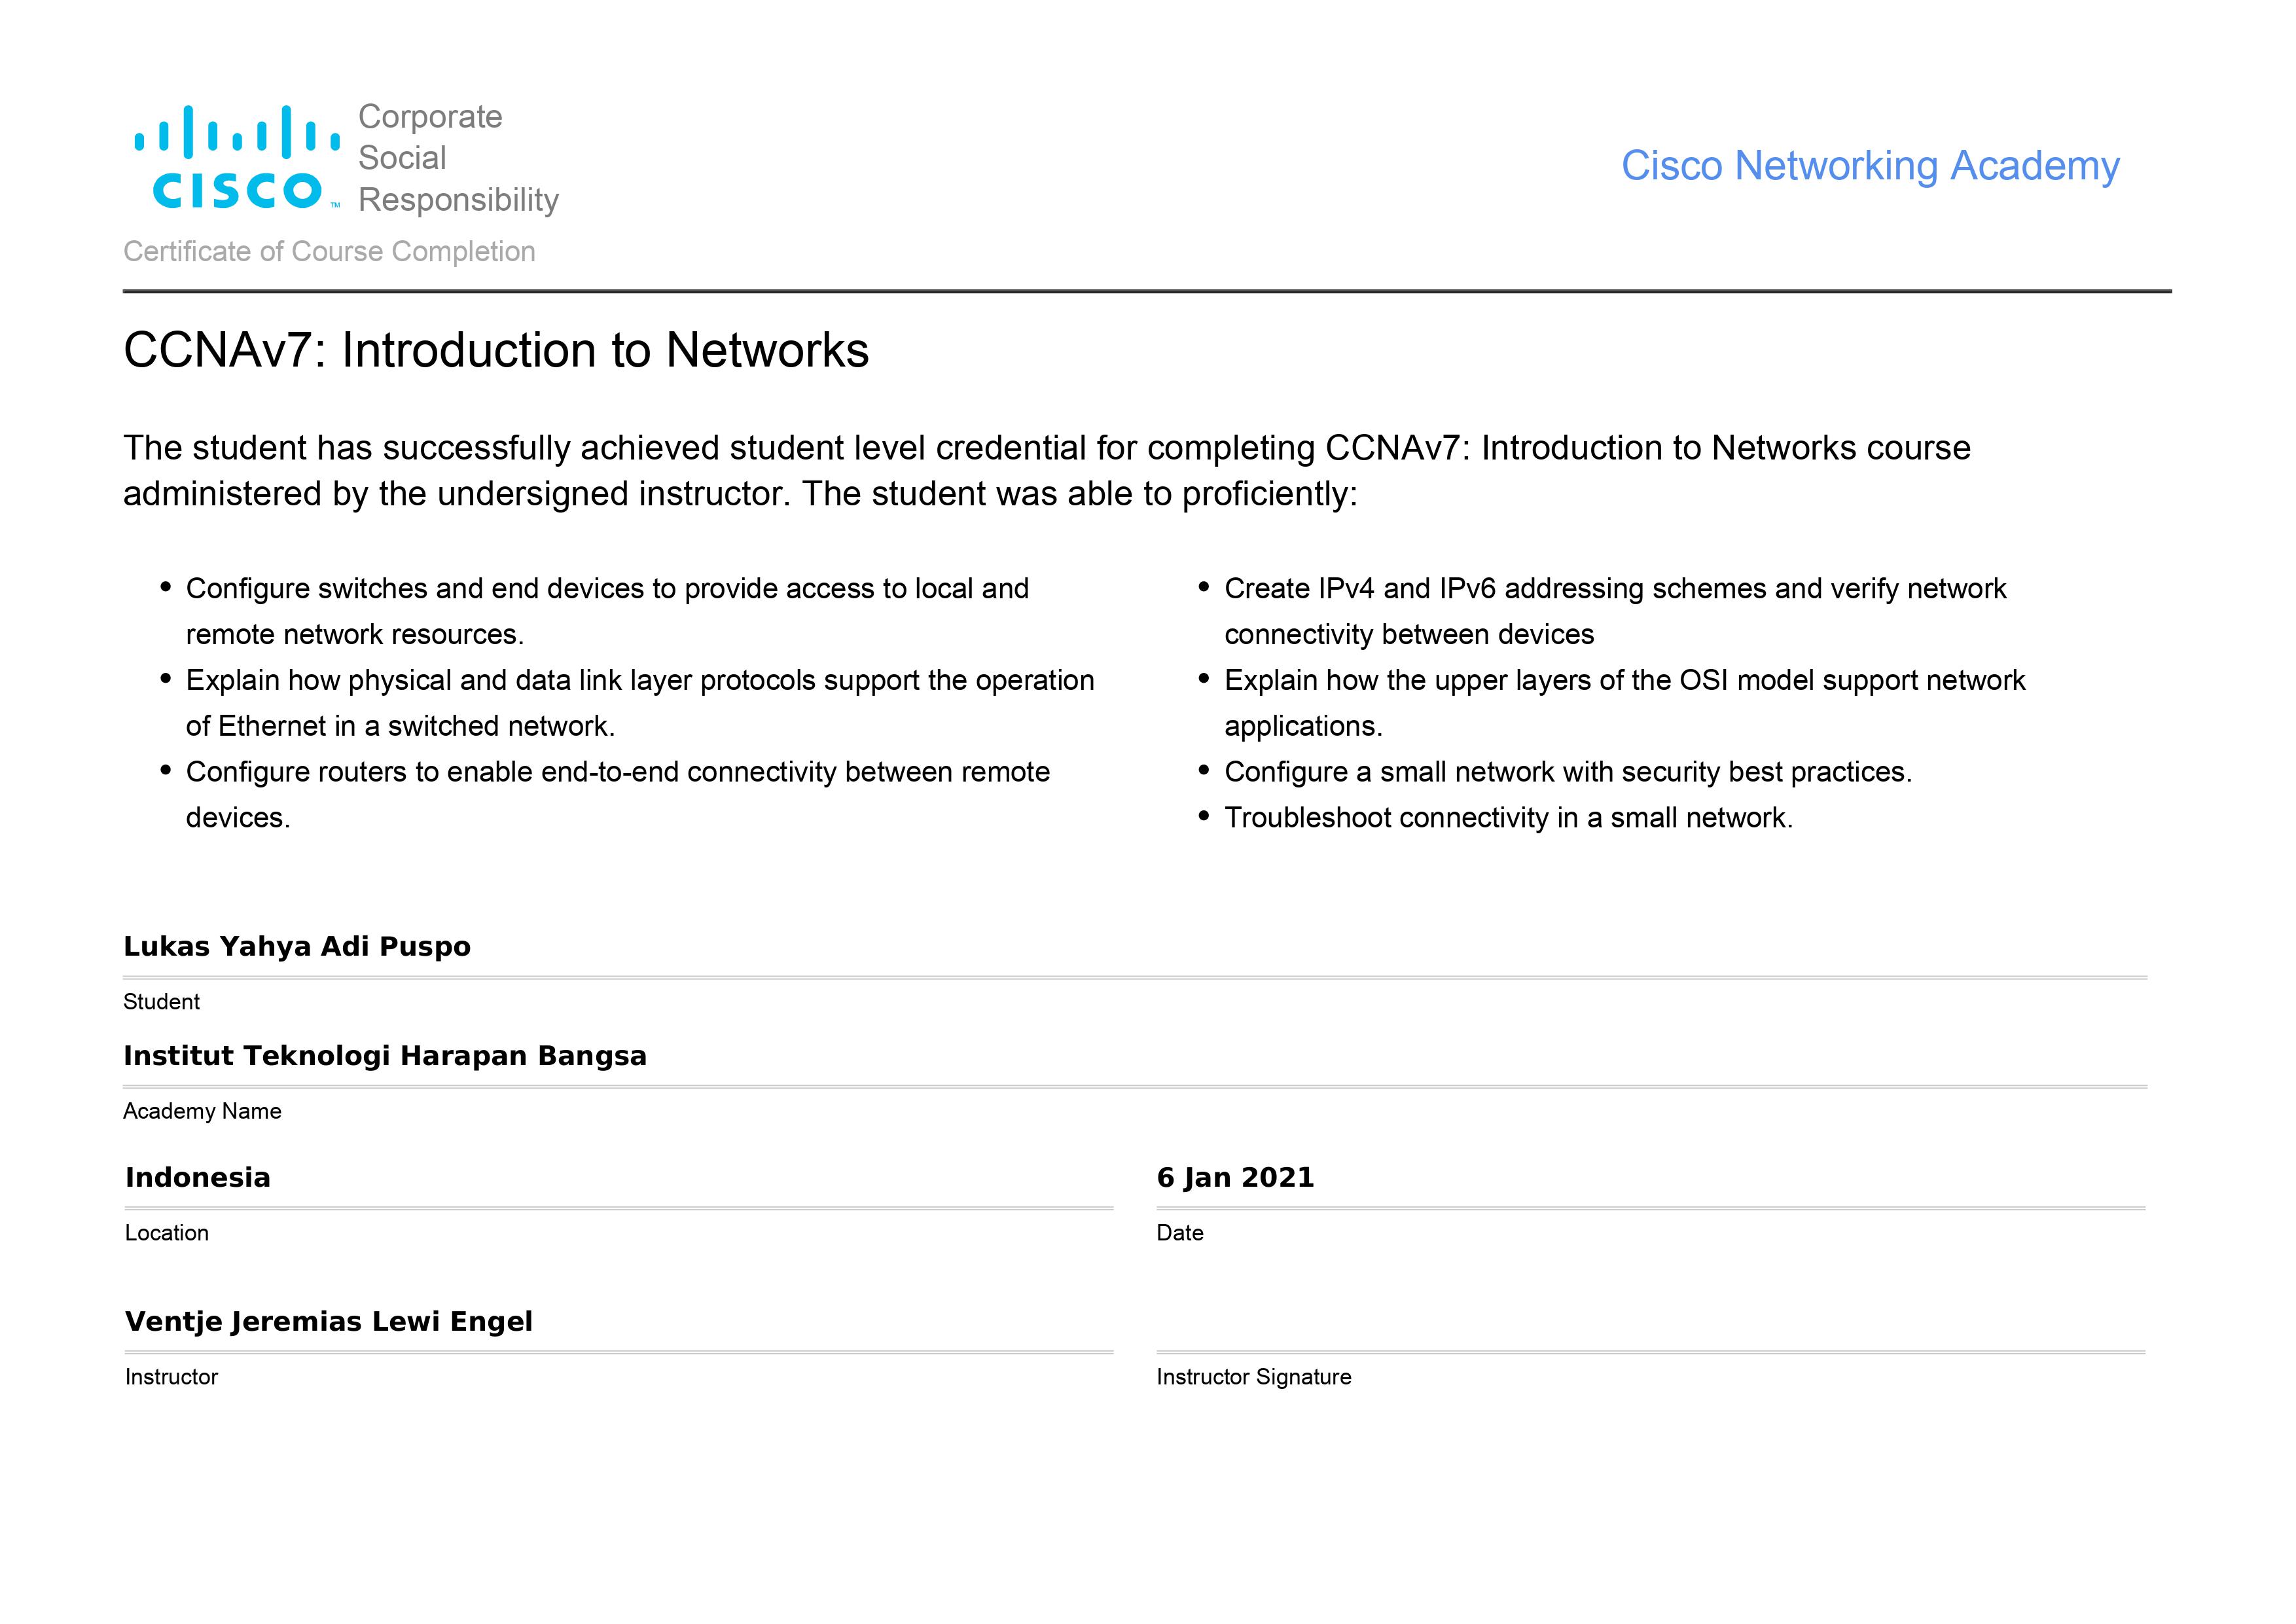 Corporate
Social
Responsibility
CISCO™
Cisco Networking Academy
Certificate of Course Completion
CCNAv7: Introduction to Networks
The student has successfully achieved student level credential for completing CCNAv7: Introduction to Networks course
administered by the undersigned instructor. The student was able to proficiently:
• Configure switches and end devices to provide access to local and
remote network resources.
• Explain how physical and data link layer protocols support the operation
of Ethernet in a switched network.
• Configure routers to enable end-to-end connectivity between remote
devices.
• Create IPv4 and IPv6 addressing schemes and verify network
connectivity between devices
• Explain how the upper layers of the OSI model support network
applications.
• Configure a small network with security best practices.
• Troubleshoot connectivity in a small network.
Lukas Yahya Adi Puspo
Student
Institut Teknologi Harapan Bangsa
Academy Name
Indonesia
Location
6 Jan 2021
Date
Ventje Jeremias Lewi Engel
Instructor
Instructor Signature